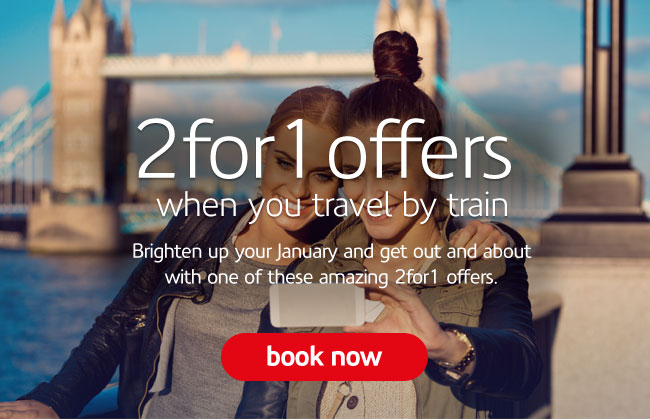 2for1 offers
when you travel by train
Brighten up your January and get out and about
with one of these amazing 2for1 offers.
book now